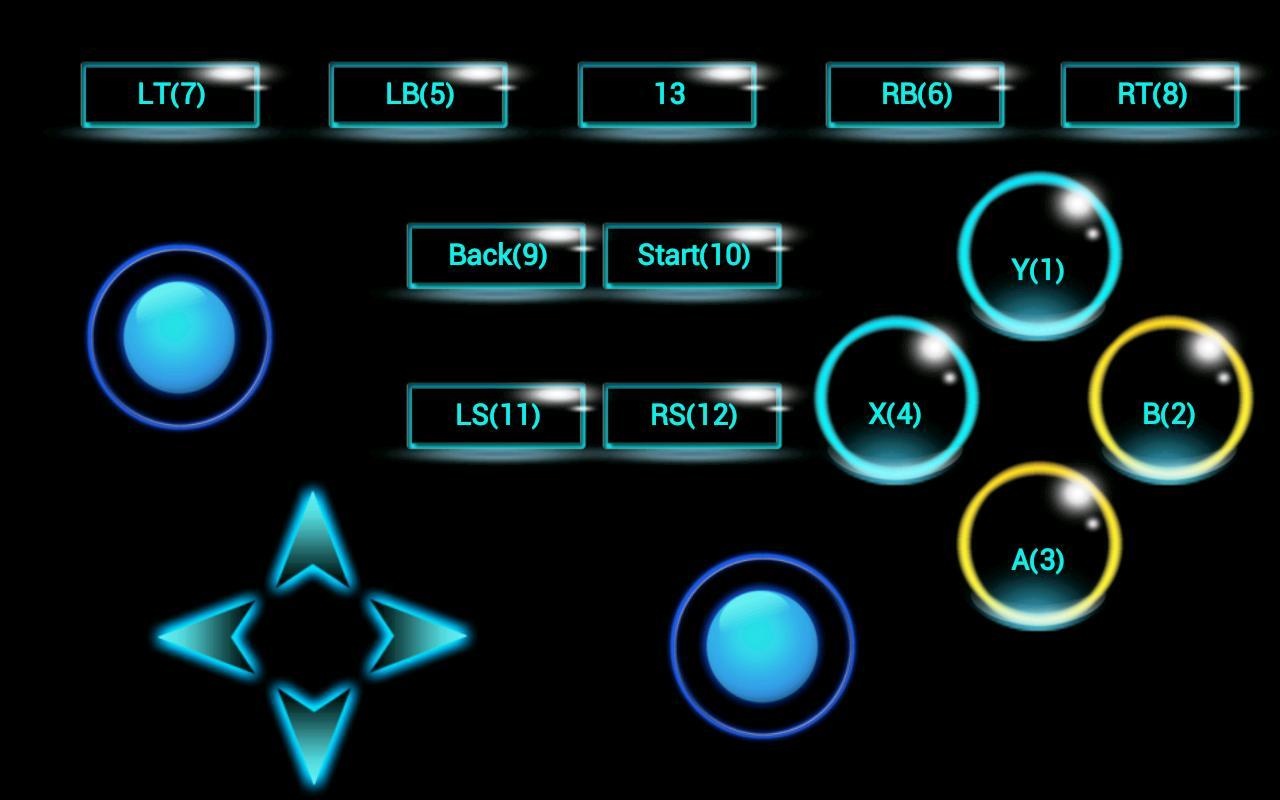 LT(7)
LB(5)
13
RB(6)
RT(8)
Back(9)
Start(10)
Y(1)
LS(11)
RS(12)
X(4)
B(2)
A(3)